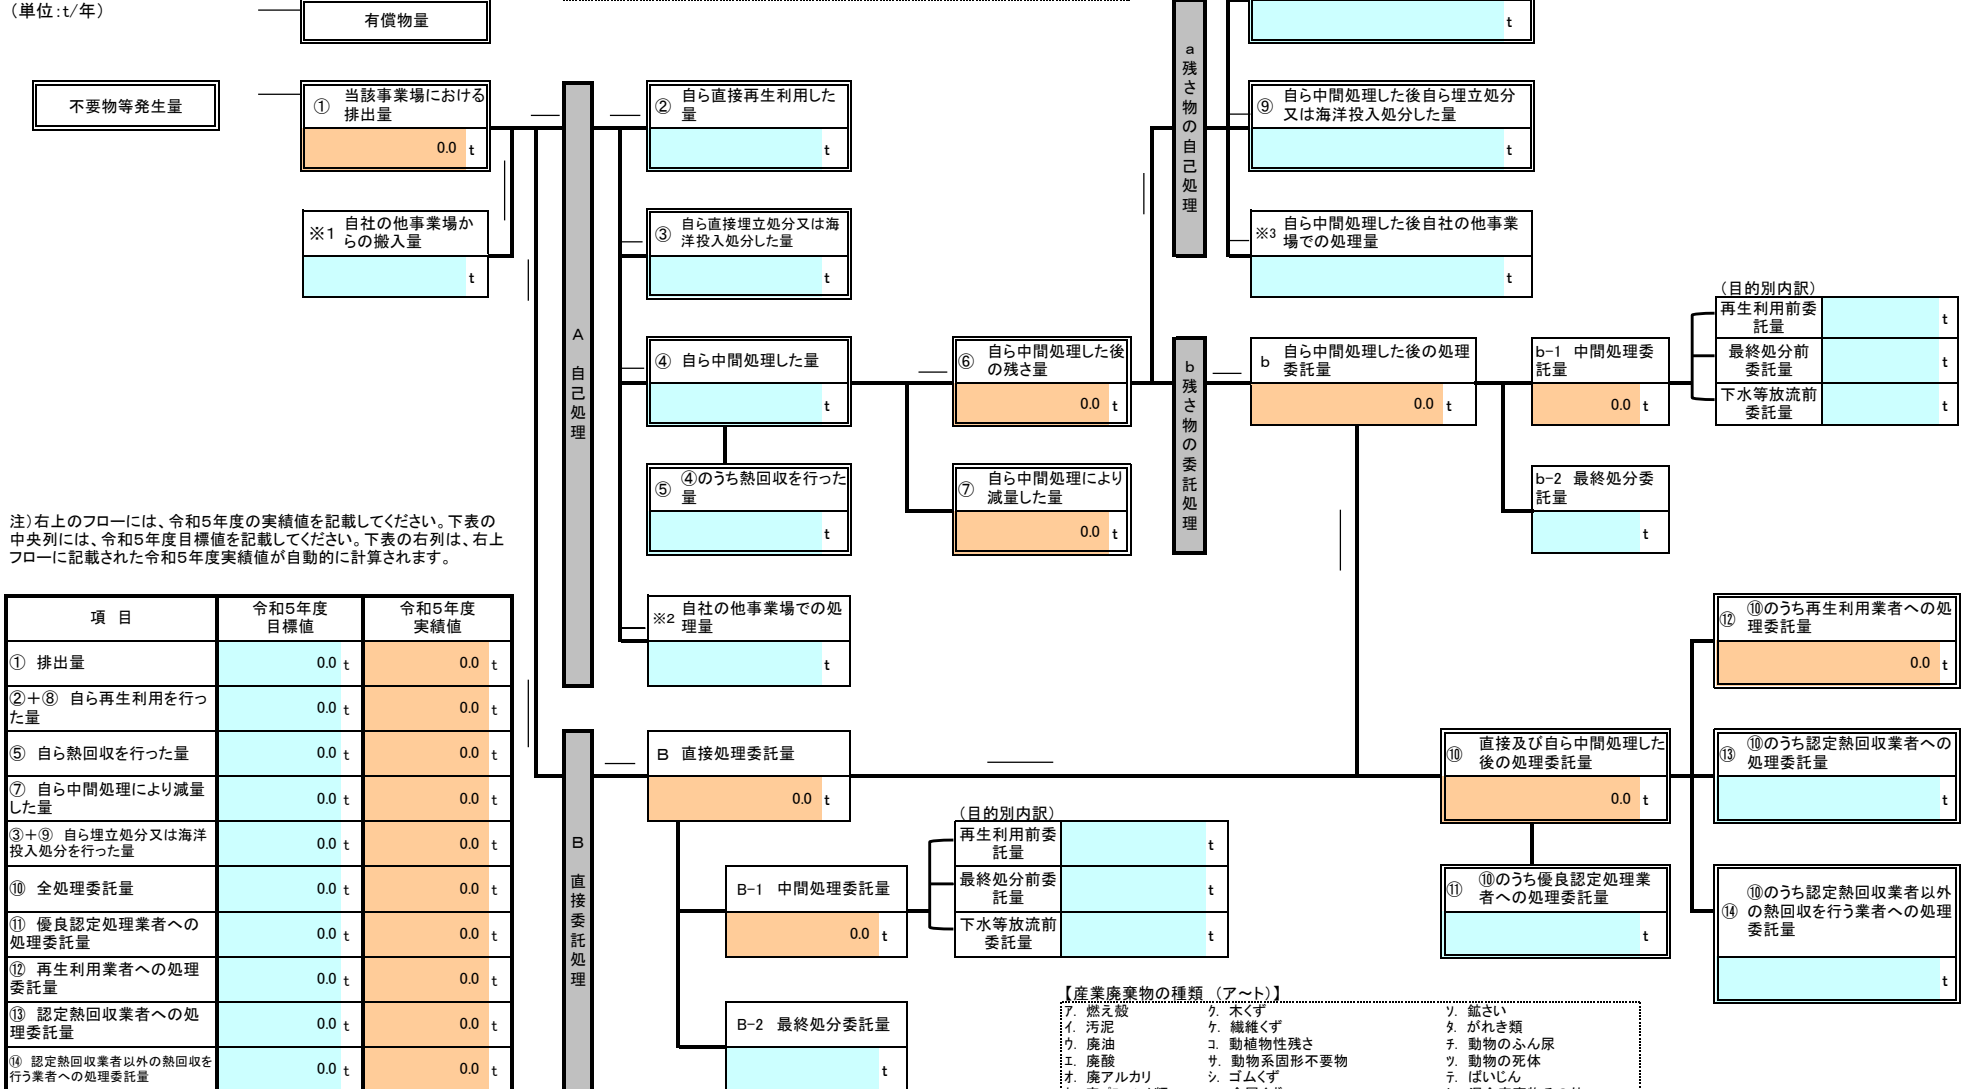 （単位:t/年）
有償物量
t
不要物等発生量
① 当該事業場における
排出量
0.0 t
※1 自社の他事業場か
らの搬入量
t
A 自己処理
② 自ら直接再生利用した
量
t
③ 自ら直接埋立処分又は海
洋投入処分した量
t
④ 自ら中間処理した量
t
⑤ ④のうち熱回収を行った
量
t
※2 自社の他事業場での処
理量
t
⑥ 自ら中間処理した後
の残さ量
0.0 t
⑦ 自ら中間処理により
減量した量
0.0 t
a 残さ物の自己処理
⑨ 自ら中間処理した後自ら埋立処分
又は海洋投入処分した量
t
※3 自ら中間処理した後自社の他事業
場での処理量
t
b 残さ物の委託処理
b 自ら中間処理した後の処理
委託量
0.0 t
b-1 中間処理委
託量
0.0 t
b-2 最終処分委
託量
t
（目的別内訳）
再生利用前委
託量
t
最終処分前
委託量
t
下水等放流前
委託量
t
注）右上のフローには、令和5年度の実績値を記載してください。下表の
中央列には、令和5年度目標値を記載してください。下表の右列は、右上
フローに記載された令和5年度実績値が自動的に計算されます。
項 目 令和5年度
目標値 令和5年度
実績値
① 排出量 0.0 t 0.0 t
②＋⑧ 自ら再生利用を行っ
た量 0.0 t 0.0 t
⑤ 自ら熱回収を行った量 0.0 t 0.0 t
⑦ 自ら中間処理により減量
した量 0.0 t 0.0 t
③＋⑨ 自ら埋立処分又は海洋
投入処分を行った量 0.0 t 0.0 t
⑩ 全処理委託量 0.0 t 0.0 t
⑪ 優良認定処理業者への
処理委託量 0.0 t 0.0 t
⑫ 再生利用業者への処理
委託量 0.0 t 0.0 t
⑬ 認定熱回収業者への処
理委託量 0.0 t 0.0 t
⑭ 認定熱回収業者以外の熱回収を
行う業者への処理委託量 0.0 t 0.0 t
B 直接委託処理
B 直接処理委託量
0.0 t
B-1 中間処理委託量
0.0 t
B-2 最終処分委託量
t
（目的別内訳）
再生利用前委
託量
t
最終処分前委
託量
t
下水等放流前
委託量
t
⑩ 直接及び自ら中間処理した
後の処理委託量
0.0 t
⑪ ⑩のうち優良認定処理業
者への処理委託量
t
⑫ ⑩のうち再生利用業者への処
理委託量
0.0 t
⑬ ⑩のうち認定熱回収業者への
処理委託量
t
⑭ ⑩のうち認定熱回収業者以外
の熱回収を行う業者への処理
委託量
t
【産業廃棄物の種類 （ア～ト）】
ｱ. 燃え殻 ｸ. 木くず ｿ. 鉱さい
ｲ. 汚泥 ｹ. 繊維くず ﾀ. がれき類
ｳ. 廃油 ｺ. 動植物性残さ ﾁ. 動物のふん尿
ｴ. 廃酸 ｻ. 動物系固形不要物 ﾂ. 動物の死体
ｵ. 廃アルカリ ｼ. ゴムくず ﾃ. ばいじん